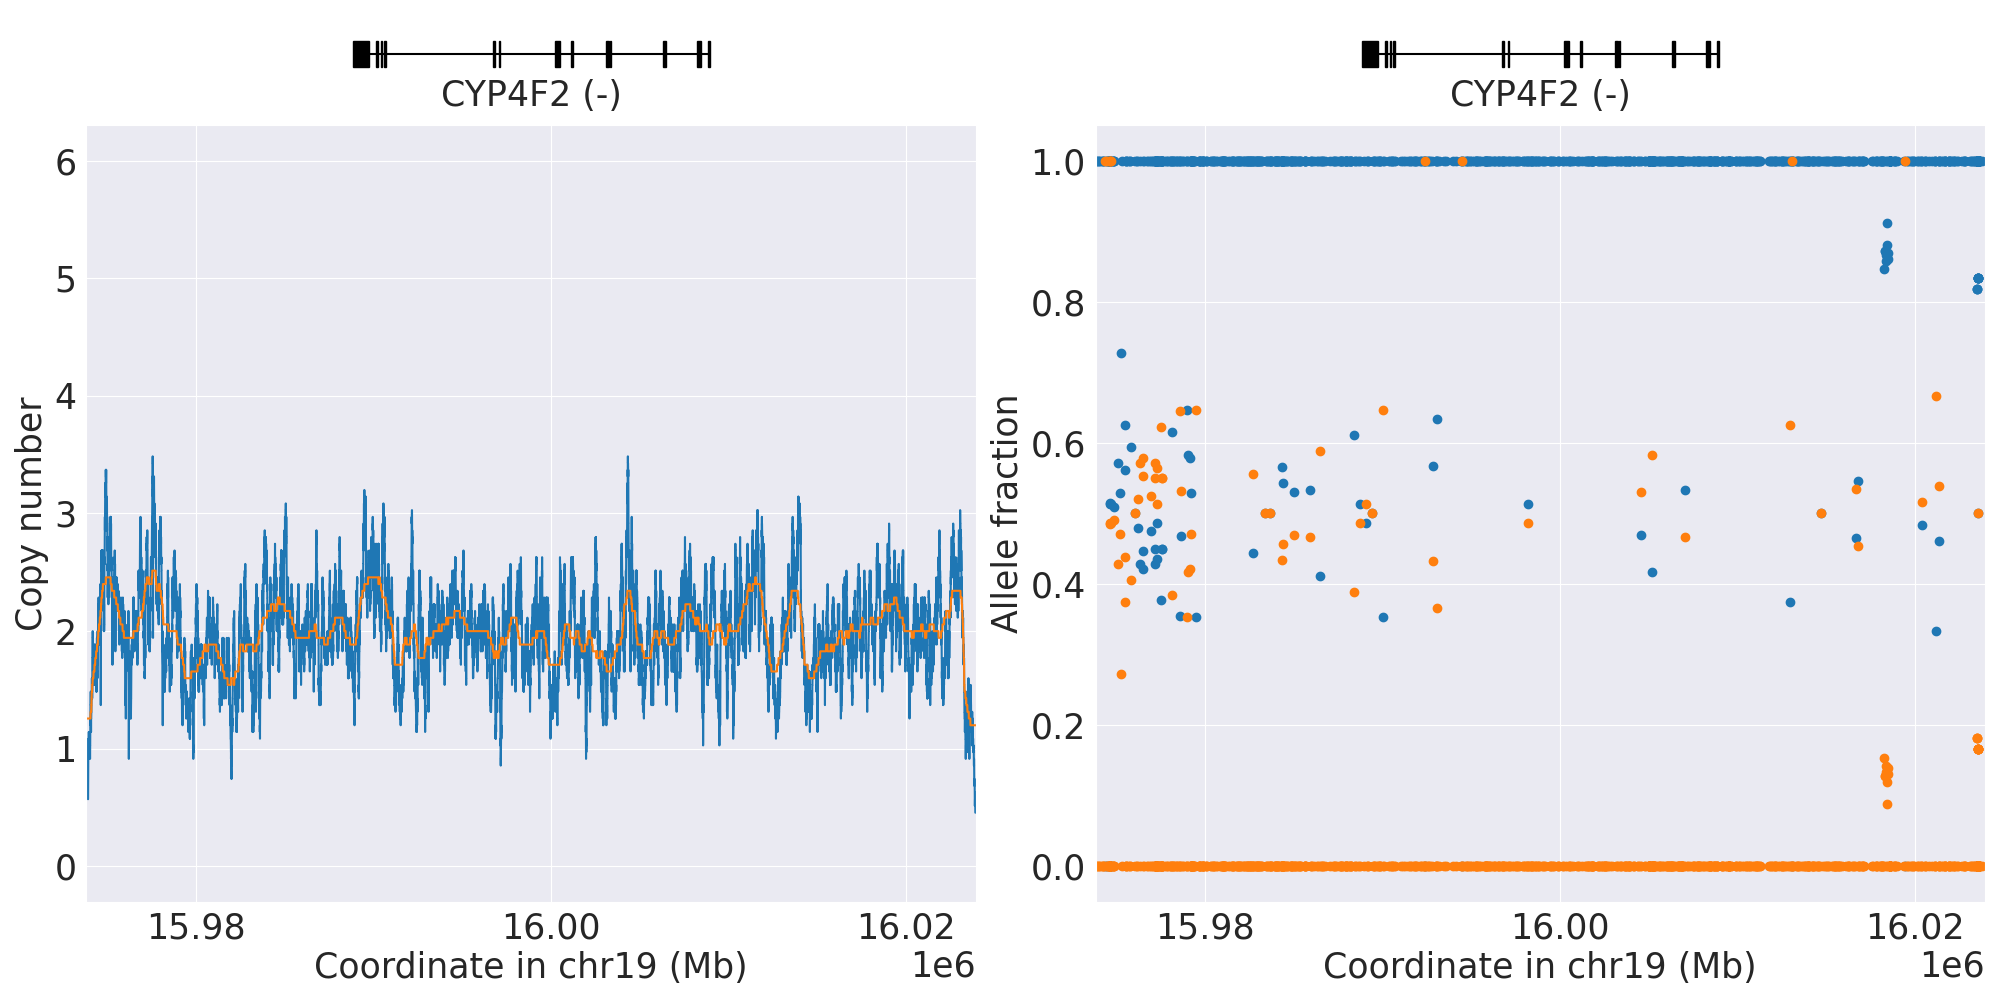 CYP4F2 (-)
CYP4F2 (-)
6
5
4
3
2
1
0
Copy number
15.98
16.00
16.02
Coordinate in chr19 (Mb)
1e6
1.0
0.8
0.6
0.4
0.2
0.0
Allele fraction
15.98
16.00
16.02
Coordinate in chr19 (Mb)
1e6